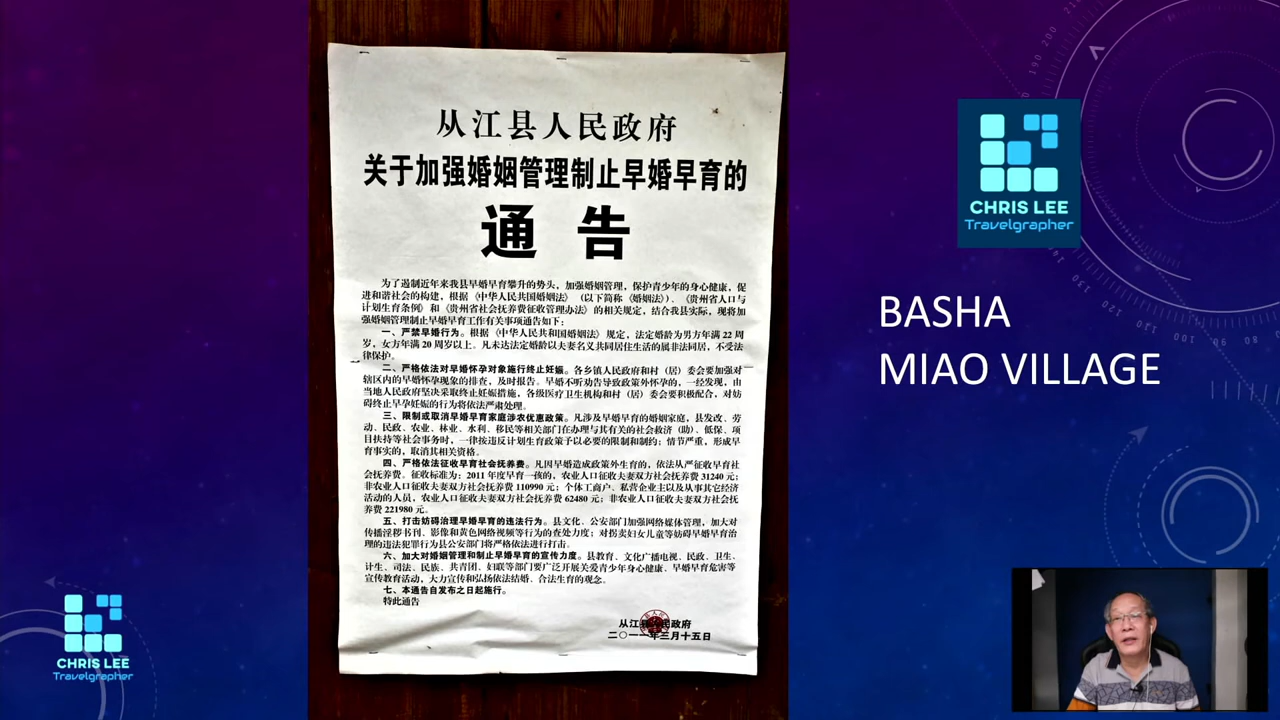 从江县人民政府
关于加强婚姻管理制止早婚早育的
通 告
为了遏制近年来我县早婚早育攀升的势头，加强婚姻管理，保护青少年的身心健康，促
进和谐社会的构建，根据《中华人民共国婚姻法》（以下简称《婚姻法》）、《贵州省人口与
计划生育条例》和《贵州省社会抚养费征收管理办法》的相关规定，结合我县实际，现将加
强婚姻管理制止早婚早育工作有关事项通告如下：
一、严禁早婚行为。根据《中华人民共和国婚姻法》规定，法定婚龄为男方年满 22 周
岁，女方年满 20 周岁以上。凡未达法定婚龄以夫妻名义共同居住生活的属非法同居，不受法
律保护。
二、严格依法对早婚怀孕对象施行终止妊娠。各乡镇人民政府和村（居）委会要加强对
辖区内的早婚怀孕现象的排查，及时报告。早婚不听劝告导致政策外怀孕的，一经发现，由
当地人民政府坚决采取终止妊娠措施，各级医疗卫生机构和村（居）委会要积极配合，对妨
碍终止早孕妊娠的行为将依法严肃处理。
三、限制或取消早婚早育家庭涉农优惠政策。凡涉及早婚早育的婚姻家庭，县发改、劳
动、民政、农业、林业、水利、移民等相关部门在办理与其有关的社会救济（助）、低保、项
目扶持等社会事务时，一律按违反计划生育政策予以必要的限制和制约；情节严重，形成早
育事实的，取消其相关资格。
四、严格依法征收早育社会抚养费。凡因早婚造成政策外生育的，依法从严征收早育社
会抚养费。征收标准为：2011 年度早育一孩的，农业人口征收夫妻双方社会抚养费 31240 元；
非农业人口征收夫妻双方社会抚养费 110990 元；个体工商户、私营企业主以及从事其它经济
活动的人员，农业人口征收夫妻双方社会抚养费 62480 元；非农业人口征收夫妻双方社会抚
养费 221980 元。
五、打击妨碍治理早婚早育的违法行为。县文化、公安部门加强网络媒体管理，加大对
传播淫秽书刊、影像和黄色网络视频等行为的查处力度；对拐卖妇女儿童等妨碍早婚早育治
理的违法犯罪行为县公安部门将严格依法进行打击。
六、加大对婚姻管理和制止早婚早育的宣传力度。县教育、文化广播电视、民政、卫生、
计生、司法、民族、共青团、妇联等部门要广泛开展关爱青少年身心健康、早婚早育危害等
宣传教育活动，大力宣传和弘扬依法结婚、合法生育的观念。
七、本通告自发布之日起施行。
特此通告
从江县人民政府
二〇一一年三月十五日
CHRIS LEE
Travelgrapher
BASHA
MIAO VILLAGE
CHRIS LEE
Travelgrapher